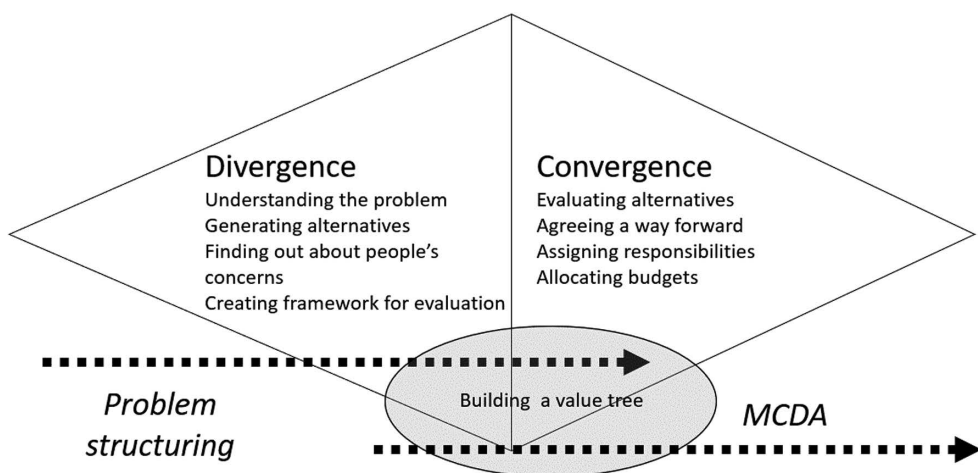 Divergence
Understanding the problem
Generating alternatives
Finding out about people’s
concerns
Creating framework for evaluation
Convergence
Evaluating alternatives
Agreeing a way forward
Assigning responsibilities
Allocating budgets
Building a value tree
Problem
structuring
MCDA